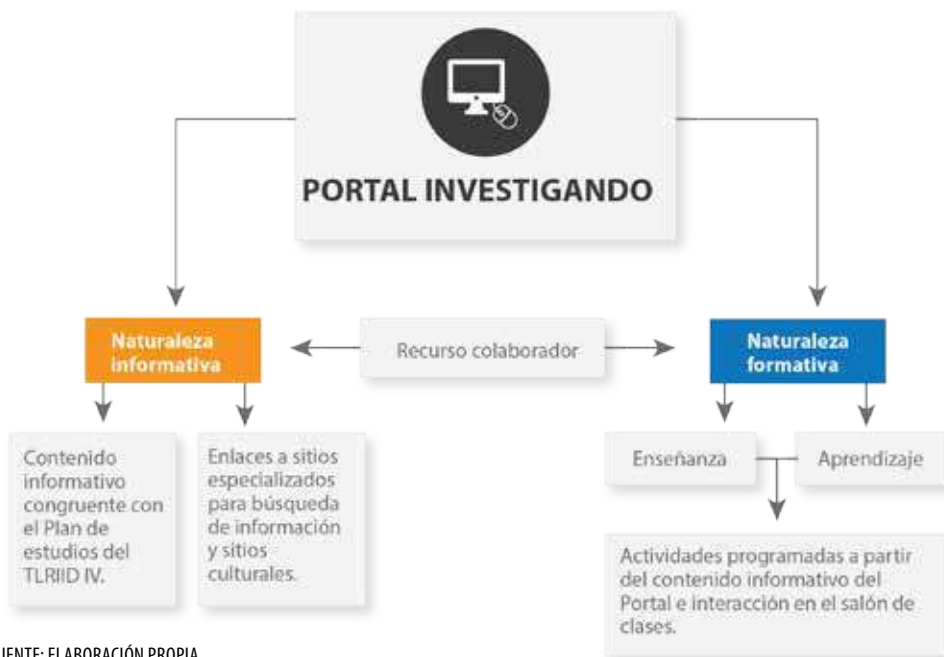 PORTAL INVESTIGANDO
Naturaleza
informativa
Recurso colaborador
Naturaleza
formativa
Contenido
informativo
congruente con
el Plan de
estudios del
TLRIID IV.
Enlaces a sitios
especializados
para búsqueda
de información
y sitios
culturales.
Enseñanza
Aprendizaje
Actividades programadas a partir
del contenido informativo del
Portal e interacción en el salón de
clases.
UENTE: ELABORACIÓN PROPIA